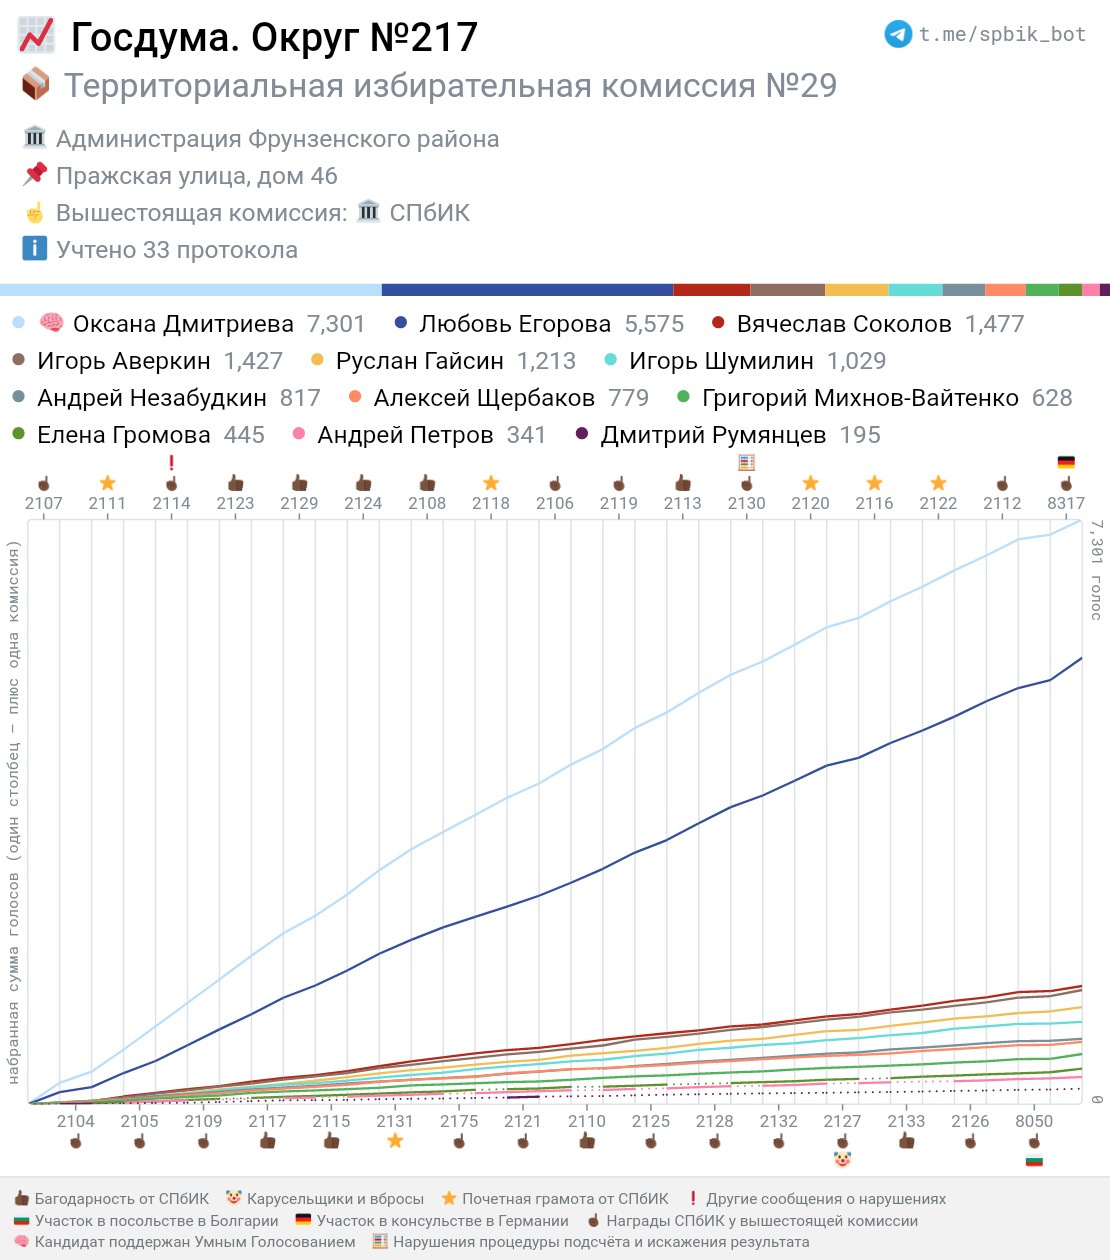 Госдума. Округ №217
t.me/spbik_bot
Территориальная избирательная комиссия №29
Администрация Фрунзенского района
Пражская улица, дом 46
Вышестоящая комиссия: СПбИК
Учтено 33 протокола
Оксана Дмитриева 7,301 Любовь Егорова 5,575 Вячеслав Соколов 1,477
Игорь Аверкин 1,427 Руслан Гайсин 1,213 Игорь Шумилин 1,029
Андрей Незабудкин 817 Алексей Щербаков 779 Григорий Михнов-Вайтенко 628
Елена Громова 445 Андрей Петров 341 Дмитрий Румянцев 195
2107 2111 2114 2123 2129 2124 2108 2118 2106 2119 2113 2130 2120 2116 2122 2112 8317
набранная сумма голосов (один столбец — плюс одна комиссия)
7,301 голос
0
2104 2105 2109 2117 2115 2131 2175 2121 2110 2125 2128 2132 2127 2133 2126 8050
Багодарность от СПбИК Карусельщики и вбросы Почетная грамота от СПбИК Другие сообщения о нарушениях
Участок в посольстве в Болгарии Участок в консульстве в Германии Награды СПбИК у вышестоящей комиссии
Кандидат поддержан Умным Голосованием Нарушения процедуры подсчёта и искажения результата